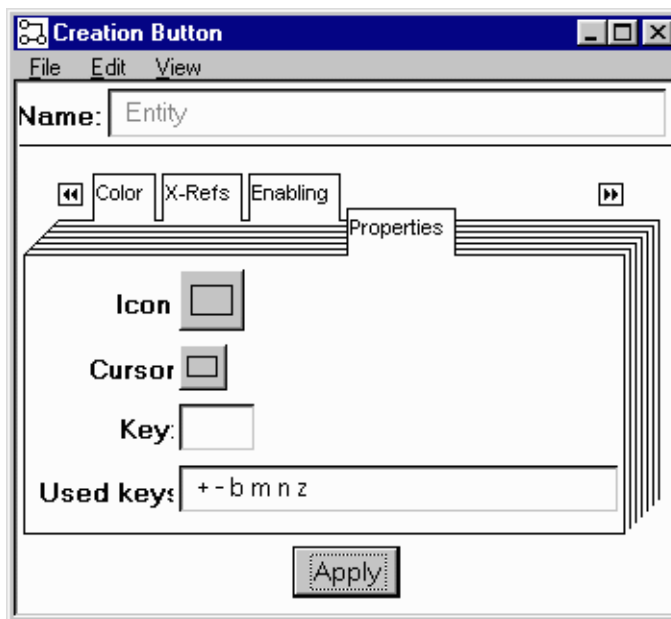 Creation Button
File Edit View
Name: Entity
Color X-Refs Enabling
Properties
Icon
Cursor
Key:
Used keys + - b m n z
Apply